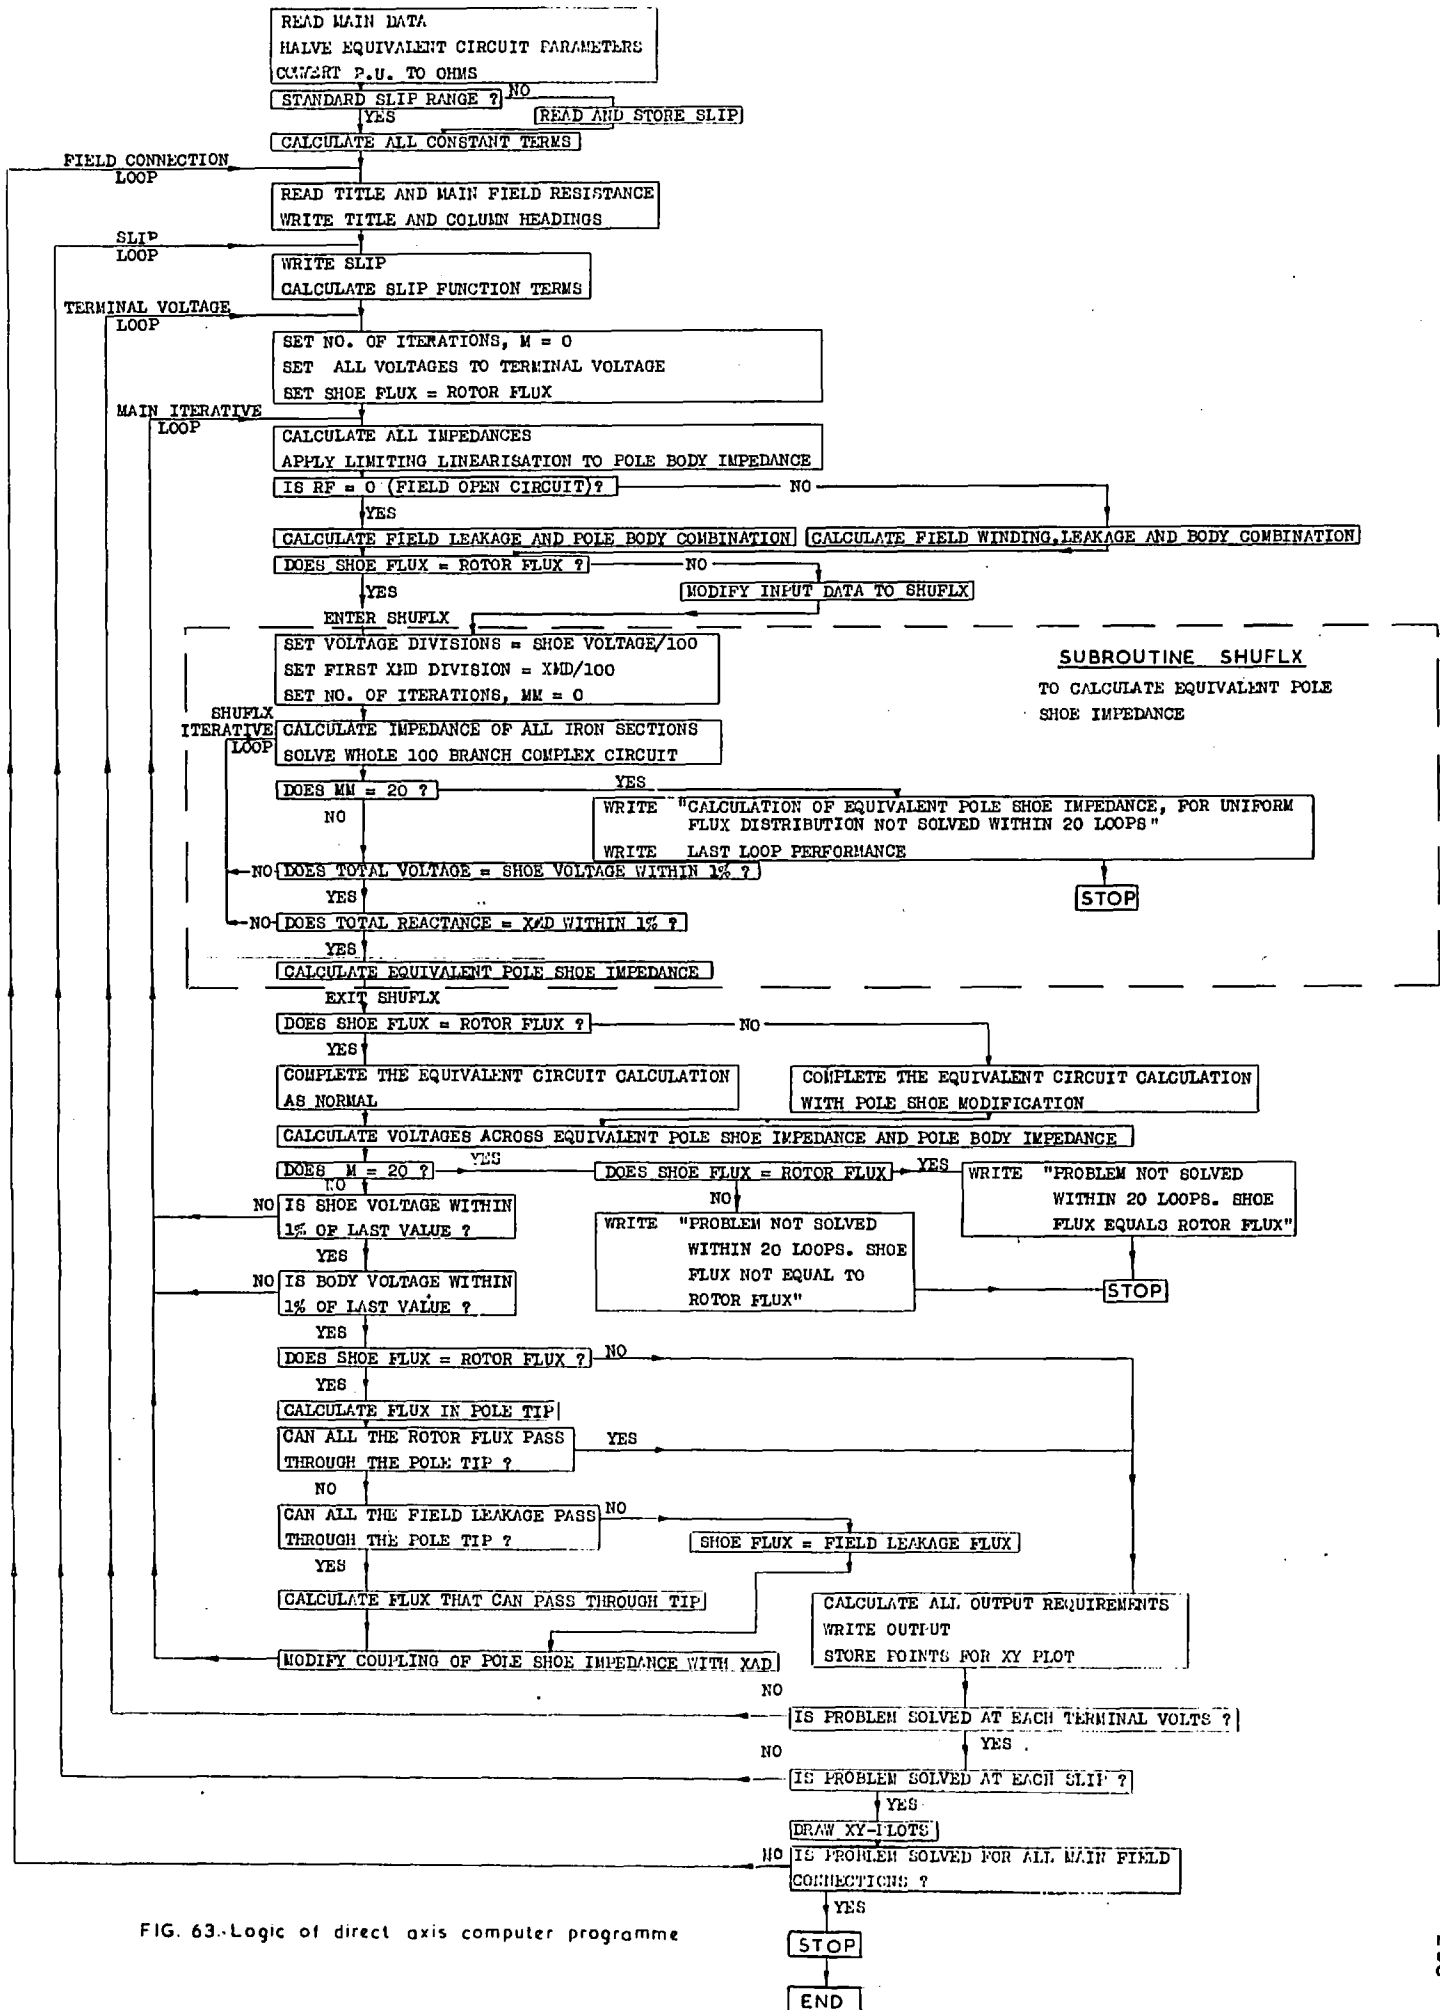 READ MAIN DATA
HALVE EQUIVALENT CIRCUIT PARAMETERS
CONVERT P.U. TO OHMS
STANDARD SLIP RANGE ?
NO
YES
READ AND STORE SLIP
CALCULATE ALL CONSTANT TERMS
FIELD CONNECTION
LOOP
READ TITLE AND MAIN FIELD RESISTANCE
WRITE TITLE AND COLUMN HEADINGS
SLIP
LOOP
WRITE SLIP
CALCULATE SLIP FUNCTION TERMS
TERMINAL VOLTAGE
LOOP
SET NO. OF ITERATIONS, M = 0
SET ALL VOLTAGES TO TERMINAL VOLTAGE
SET SHOE FLUX = ROTOR FLUX
MAIN ITERATIVE
LOOP
CALCULATE ALL IMPEDANCES
APPLY LIMITING LINEARISATION TO POLE BODY IMPEDANCE
IS RF = 0 (FIELD OPEN CIRCUIT)?
NO
YES
CALCULATE FIELD LEAKAGE AND POLE BODY COMBINATION
CALCULATE FIELD WINDING,LEAKAGE AND BODY COMBINATION
DOES SHOE FLUX = ROTOR FLUX ?
NO
YES
MODIFY INPUT DATA TO SHUFLX
ENTER SHUFLX
SET VOLTAGE DIVISIONS = SHOE VOLTAGE/100
SET FIRST XMD DIVISION = XMD/100
SET NO. OF ITERATIONS, MM = 0
SUBROUTINE SHUFLX
TO CALCULATE EQUIVALENT POLE
SHOE IMPEDANCE
SHUFLX
ITERATIVE
LOOP
CALCULATE IMPEDANCE OF ALL IRON SECTIONS
SOLVE WHOLE 100 BRANCH COMPLEX CIRCUIT
DOES MM = 20 ?
YES
NO
WRITE "CALCULATION OF EQUIVALENT POLE SHOE IMPEDANCE, FOR UNIFORM
FLUX DISTRIBUTION NOT SOLVED WITHIN 20 LOOPS"
WRITE LAST LOOP PERFORMANCE
STOP
NO
DOES TOTAL VOLTAGE = SHOE VOLTAGE WITHIN 1% ?
YES
NO
DOES TOTAL REACTANCE = XMD WITHIN 1% ?
YES
CALCULATE EQUIVALENT POLE SHOE IMPEDANCE
EXIT SHUFLX
DOES SHOE FLUX = ROTOR FLUX ?
NO
YES
COMPLETE THE EQUIVALENT CIRCUIT CALCULATION
AS NORMAL
COMPLETE THE EQUIVALENT CIRCUIT CALCULATION
WITH POLE SHOE MODIFICATION
CALCULATE VOLTAGES ACROSS EQUIVALENT POLE SHOE IMPEDANCE AND POLE BODY IMPEDANCE
DOES M = 20 ?
YES
DOES SHOE FLUX = ROTOR FLUX
YES
WRITE "PROBLEM NOT SOLVED
WITHIN 20 LOOPS. SHOE
FLUX EQUALS ROTOR FLUX"
NO
NO
WRITE "PROBLEM NOT SOLVED
WITHIN 20 LOOPS. SHOE
FLUX NOT EQUAL TO
ROTOR FLUX"
STOP
NO
IS SHOE VOLTAGE WITHIN
1% OF LAST VALUE ?
YES
NO
IS BODY VOLTAGE WITHIN
1% OF LAST VALUE ?
YES
DOES SHOE FLUX = ROTOR FLUX ?
NO
YES
CALCULATE FLUX IN POLE TIP
CAN ALL THE ROTOR FLUX PASS
THROUGH THE POLE TIP ?
YES
NO
CAN ALL THE FIELD LEAKAGE PASS
THROUGH THE POLE TIP ?
NO
SHOE FLUX = FIELD LEAKAGE FLUX
YES
CALCULATE FLUX THAT CAN PASS THROUGH TIP
CALCULATE ALL OUTPUT REQUIREMENTS
WRITE OUTPUT
STORE POINTS FOR XY PLOT
MODIFY COUPLING OF POLE SHOE IMPEDANCE WITH XAD
NO
IS PROBLEM SOLVED AT EACH TERMINAL VOLTS ?
YES
NO
IS PROBLEM SOLVED AT EACH SLIP ?
YES
DRAW XY-PLOTS
NO
IS PROBLEM SOLVED FOR ALL MAIN FIELD
CONNECTIONS ?
YES
STOP
END
FIG. 63. Logic of direct axis computer programme